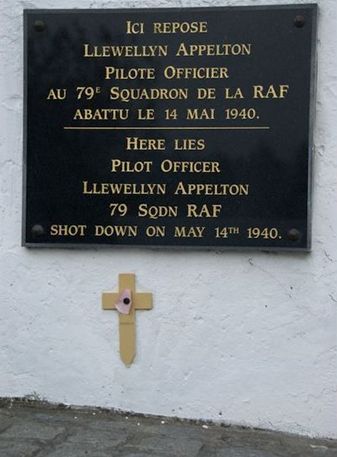 Ici repose
Llewellyn Appelton
Pilote Officier
au 79e Squadron de la RAF
abattu le 14 mai 1940.
Here lies
Pilot Officer
Llewellyn Appelton
79 Sqdn RAF
shot down on May 14th 1940.